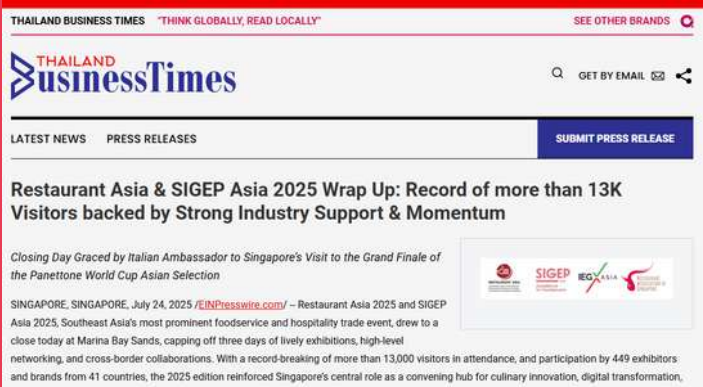 THAILAND BUSINESS TIMES "THINK GLOBALLY, READ LOCALLY" SEE OTHER BRANDS
THAILAND
BusinessTimes
GET BY EMAIL
LATEST NEWS PRESS RELEASES SUBMIT PRESS RELEASE
Restaurant Asia & SIGEP Asia 2025 Wrap Up: Record of more than 13K
Visitors backed by Strong Industry Support & Momentum
Closing Day Graced by Italian Ambassador to Singapore's Visit to the Grand Finale of
the Panettone World Cup Asian Selection
SIGEP
IEG ASIA
SINGAPORE, SINGAPORE, July 24, 2025 /EINPresswire.com/ -- Restaurant Asia 2025 and SIGEP
Asia 2025, Southeast Asia's most prominent foodservice and hospitality trade event, drew to a
close today at Marina Bay Sands, capping off three days of lively exhibitions, high-level
networking, and cross-border collaborations. With a record-breaking of more than 13,000 visitors in attendance, and participation by 449 exhibitors
and brands from 41 countries, the 2025 edition reinforced Singapore's central role as a convening hub for culinary innovation, digital transformation,